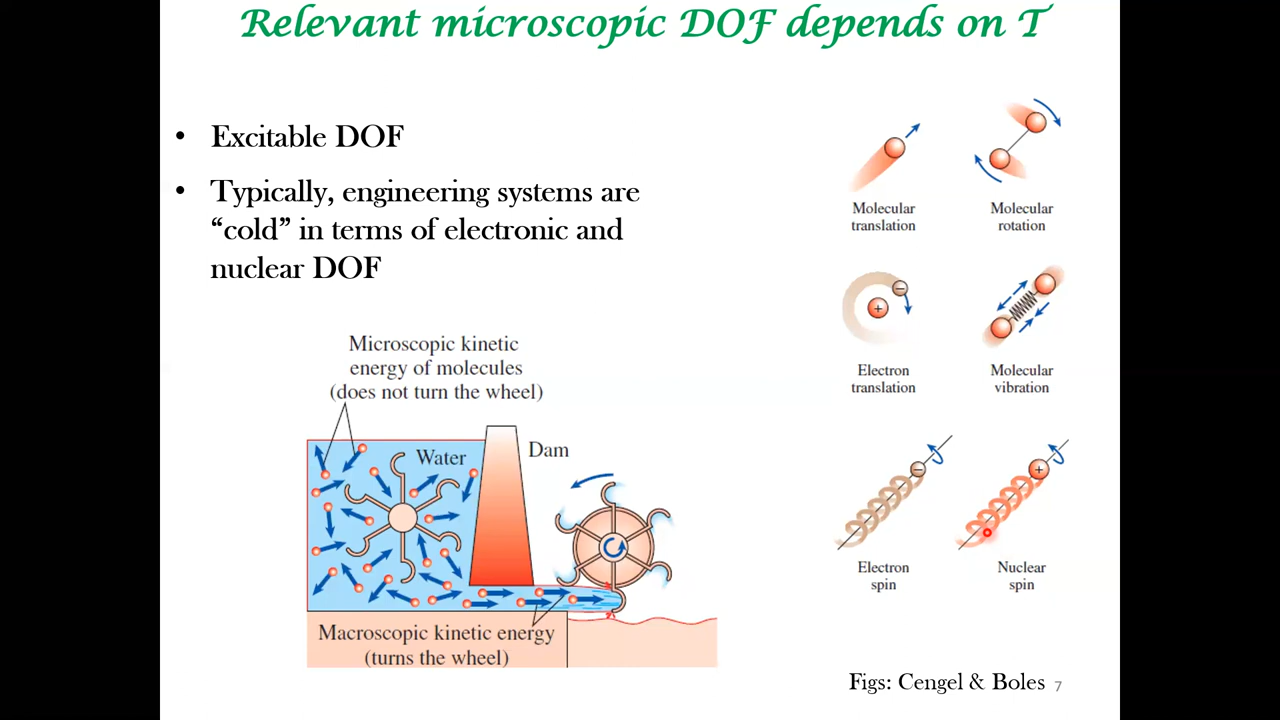 Relevant microscopic DOF depends on T
• Excitable DOF
• Typically, engineering systems are
“cold” in terms of electronic and
nuclear DOF
Microscopic kinetic
energy of molecules
(does not turn the wheel)
Water
Dam
Macroscopic kinetic energy
(turns the wheel)
Molecular
translation
Molecular
rotation
Electron
translation
Molecular
vibration
Electron
spin
Nuclear
spin
Figs: Cengel & Boles 7